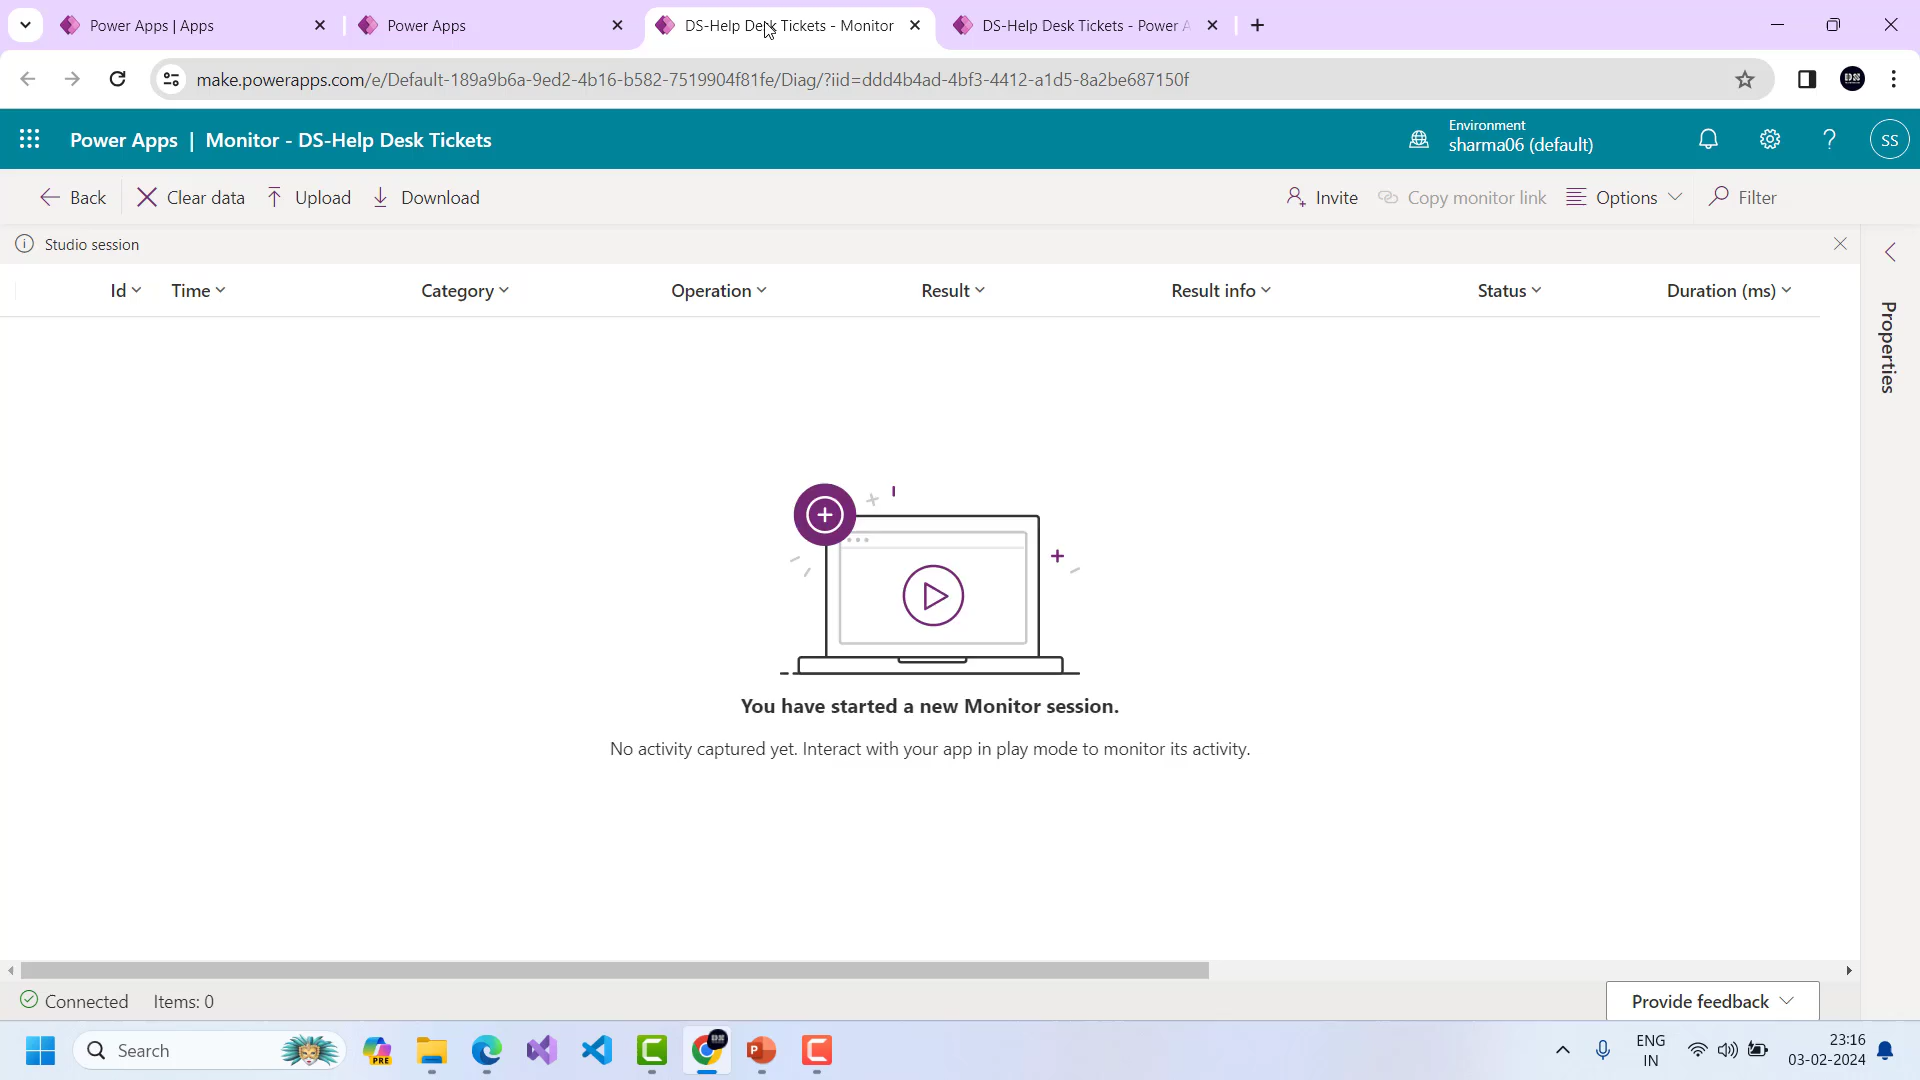 Power Apps | Apps
Power Apps
DS-Help Desk Tickets - Monitor
DS-Help Desk Tickets - Power A
make.powerapps.com/e/Default-189a9b6a-9ed2-4b16-b582-7519904f81fe/Diag/?iid=ddd4b4ad-4bf3-4412-a1d5-8a2be687150f
Power Apps | Monitor - DS-Help Desk Tickets
Environment
sharma06 (default)
SS
Back
Clear data
Upload
Download
Invite
Copy monitor link
Options
Filter
Studio session
Id
Time
Category
Operation
Result
Result info
Status
Duration (ms)
Properties
You have started a new Monitor session.
No activity captured yet. Interact with your app in play mode to monitor its activity.
Connected
Items: 0
Provide feedback
Search
PRE
ENG
IN
23:16
03-02-2024